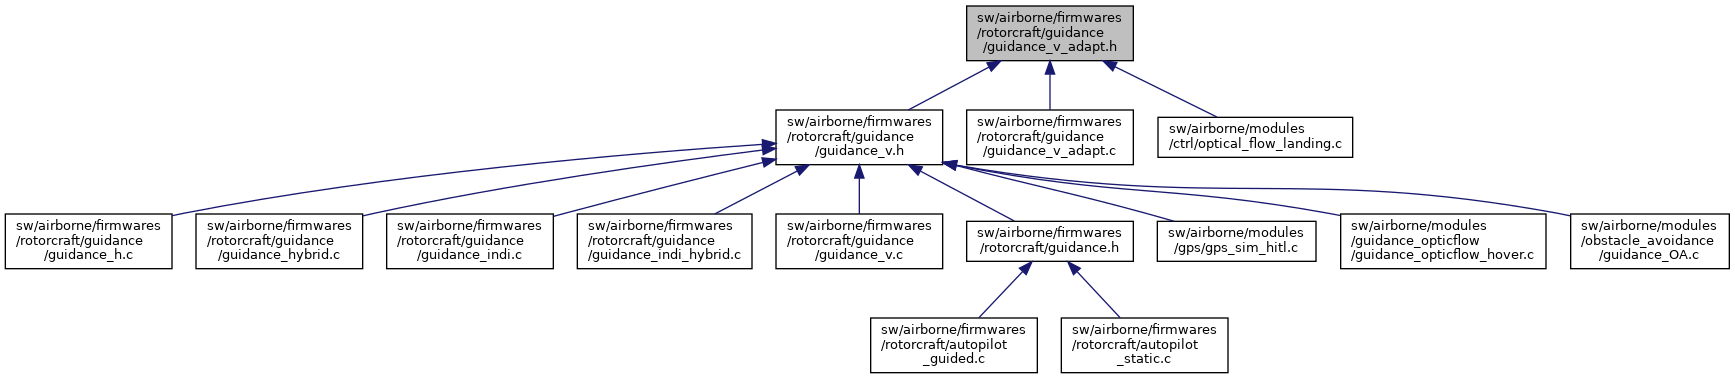 sw/airborne/firmwares
/rotorcraft/guidance
/guidance_v_adapt.h
sw/airborne/firmwares
/rotorcraft/guidance
/guidance_v.h
sw/airborne/firmwares
/rotorcraft/guidance
/guidance_v_adapt.c
sw/airborne/modules
/ctrl/optical_flow_landing.c
sw/airborne/firmwares
/rotorcraft/guidance
/guidance_h.c
sw/airborne/firmwares
/rotorcraft/guidance
/guidance_hybrid.c
sw/airborne/firmwares
/rotorcraft/guidance
/guidance_indi.c
sw/airborne/firmwares
/rotorcraft/guidance
/guidance_indi_hybrid.c
sw/airborne/firmwares
/rotorcraft/guidance
/guidance_v.c
sw/airborne/firmwares
/rotorcraft/guidance.h
sw/airborne/modules
/gps/gps_sim_hitl.c
sw/airborne/modules
/guidance_opticflow
/guidance_opticflow_hover.c
sw/airborne/modules
/obstacle_avoidance
/guidance_OA.c
sw/airborne/firmwares
/rotorcraft/autopilot
_guided.c
sw/airborne/firmwares
/rotorcraft/autopilot
_static.c